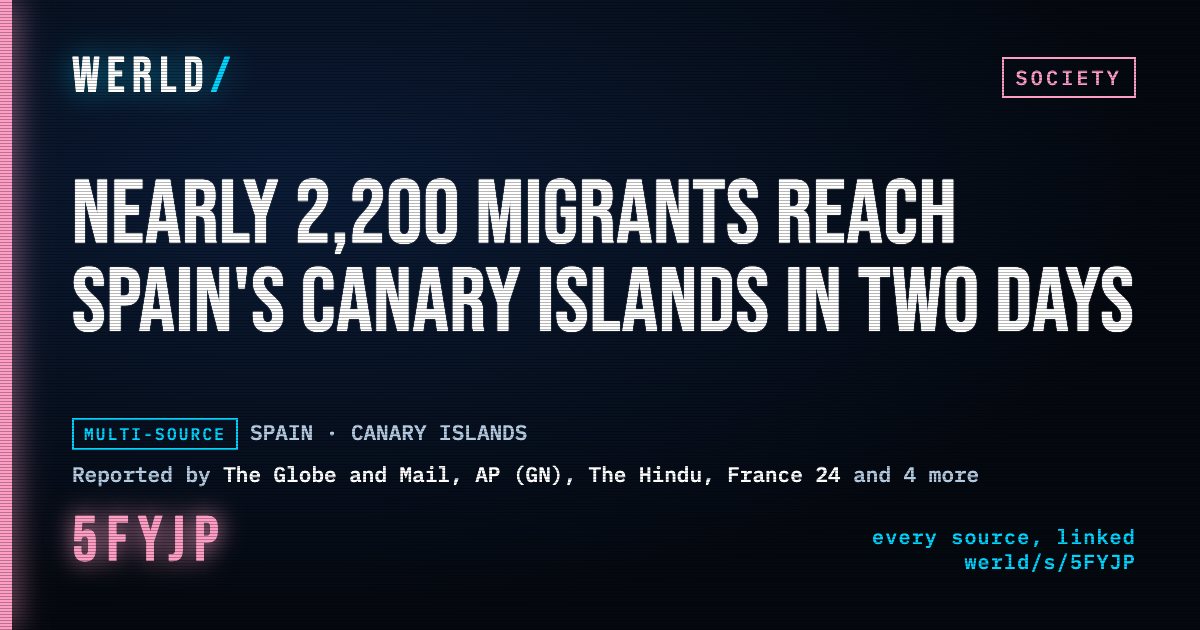 WERLD/
SOCIETY
NEARLY 2,200 MIGRANTS REACH
SPAIN'S CANARY ISLANDS IN TWO DAYS
MULTI-SOURCE SPAIN · CANARY ISLANDS
Reported by The Globe and Mail, AP (GN), The Hindu, France 24 and 4 more
5FYJP
every source, linked
werld/s/5FYJP